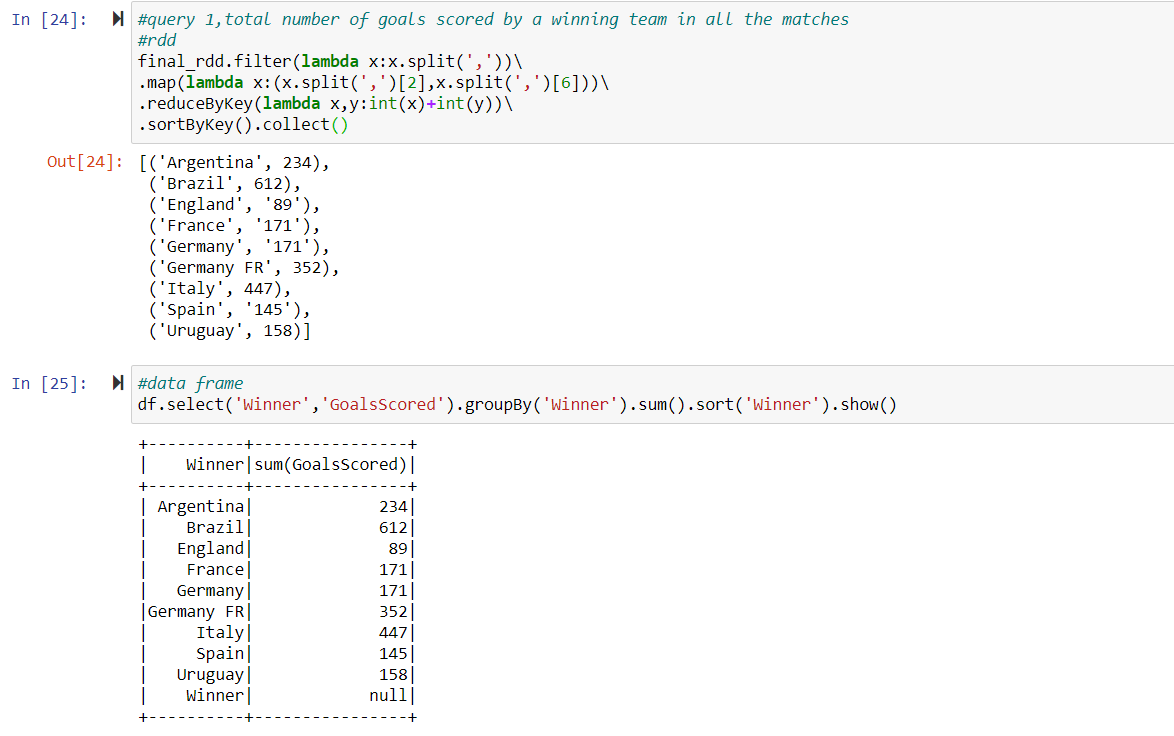 In [24]: #query 1,total number of goals scored by a winning team in all the matches
#rdd
final_rdd.filter(lambda x:x.split(','))\
.map(lambda x:(x.split(',')[2],x.split(',')[6]))\
.reduceByKey(lambda x,y:int(x)+int(y))\
.sortByKey().collect()
Out[24]: [('Argentina', 234),
('Brazil', 612),
('England', '89'),
('France', '171'),
('Germany', '171'),
('Germany FR', 352),
('Italy', 447),
('Spain', '145'),
('Uruguay', 158)]
In [25]: #data frame
df.select('Winner','GoalsScored').groupBy('Winner').sum().sort('Winner').show()
+----------+----------------+
|    Winner|sum(GoalsScored)|
+----------+----------------+
| Argentina|             234|
|    Brazil|             612|
|   England|              89|
|    France|             171|
|   Germany|             171|
|Germany FR|             352|
|     Italy|             447|
|     Spain|             145|
|   Uruguay|             158|
|    Winner|            null|
+----------+----------------+